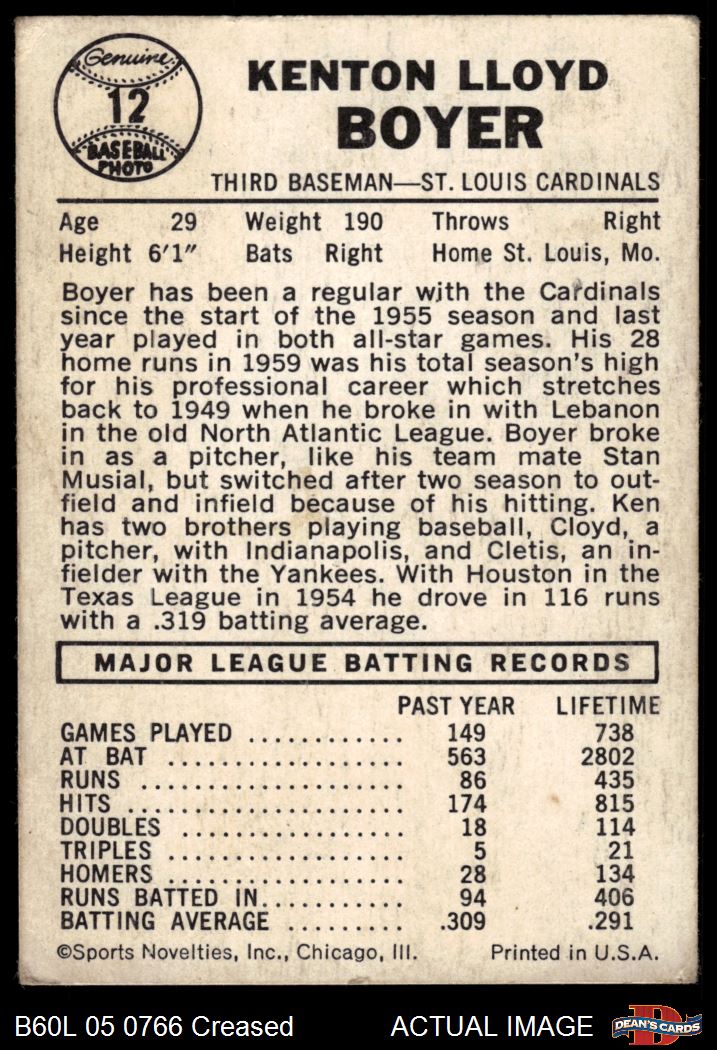 Genuine
12
BASEBALL
PHOTO
KENTON LLOYD
BOYER
THIRD BASEMAN—ST. LOUIS CARDINALS
Age 29 Weight 190 Throws Right
Height 6'1" Bats Right Home St. Louis, Mo.
Boyer has been a regular with the Cardinals
since the start of the 1955 season and last
year played in both all-star games. His 28
home runs in 1959 was his total season's high
for his professional career which stretches
back to 1949 when he broke in with Lebanon
in the old North Atlantic League. Boyer broke
in as a pitcher, like his team mate Stan
Musial, but switched after two season to out-
field and infield because of his hitting. Ken
has two brothers playing baseball, Cloyd, a
pitcher, with Indianapolis, and Cletis, an in-
fielder with the Yankees. With Houston in the
Texas League in 1954 he drove in 116 runs
with a .319 batting average.
MAJOR LEAGUE BATTING RECORDS
PAST YEAR LIFETIME
GAMES PLAYED ............ 149 738
AT BAT .................. 563 2802
RUNS .................... 86 435
HITS ..................... 174 815
DOUBLES ................. 18 114
TRIPLES .................. 5 21
HOMERS .................. 28 134
RUNS BATTED IN............ 94 406
BATTING AVERAGE ......... .309 .291
©Sports Novelties, Inc., Chicago, Ill. Printed in U.S.A.
B60L 05 0766 Creased ACTUAL IMAGE
D
DEAN'S CARDS